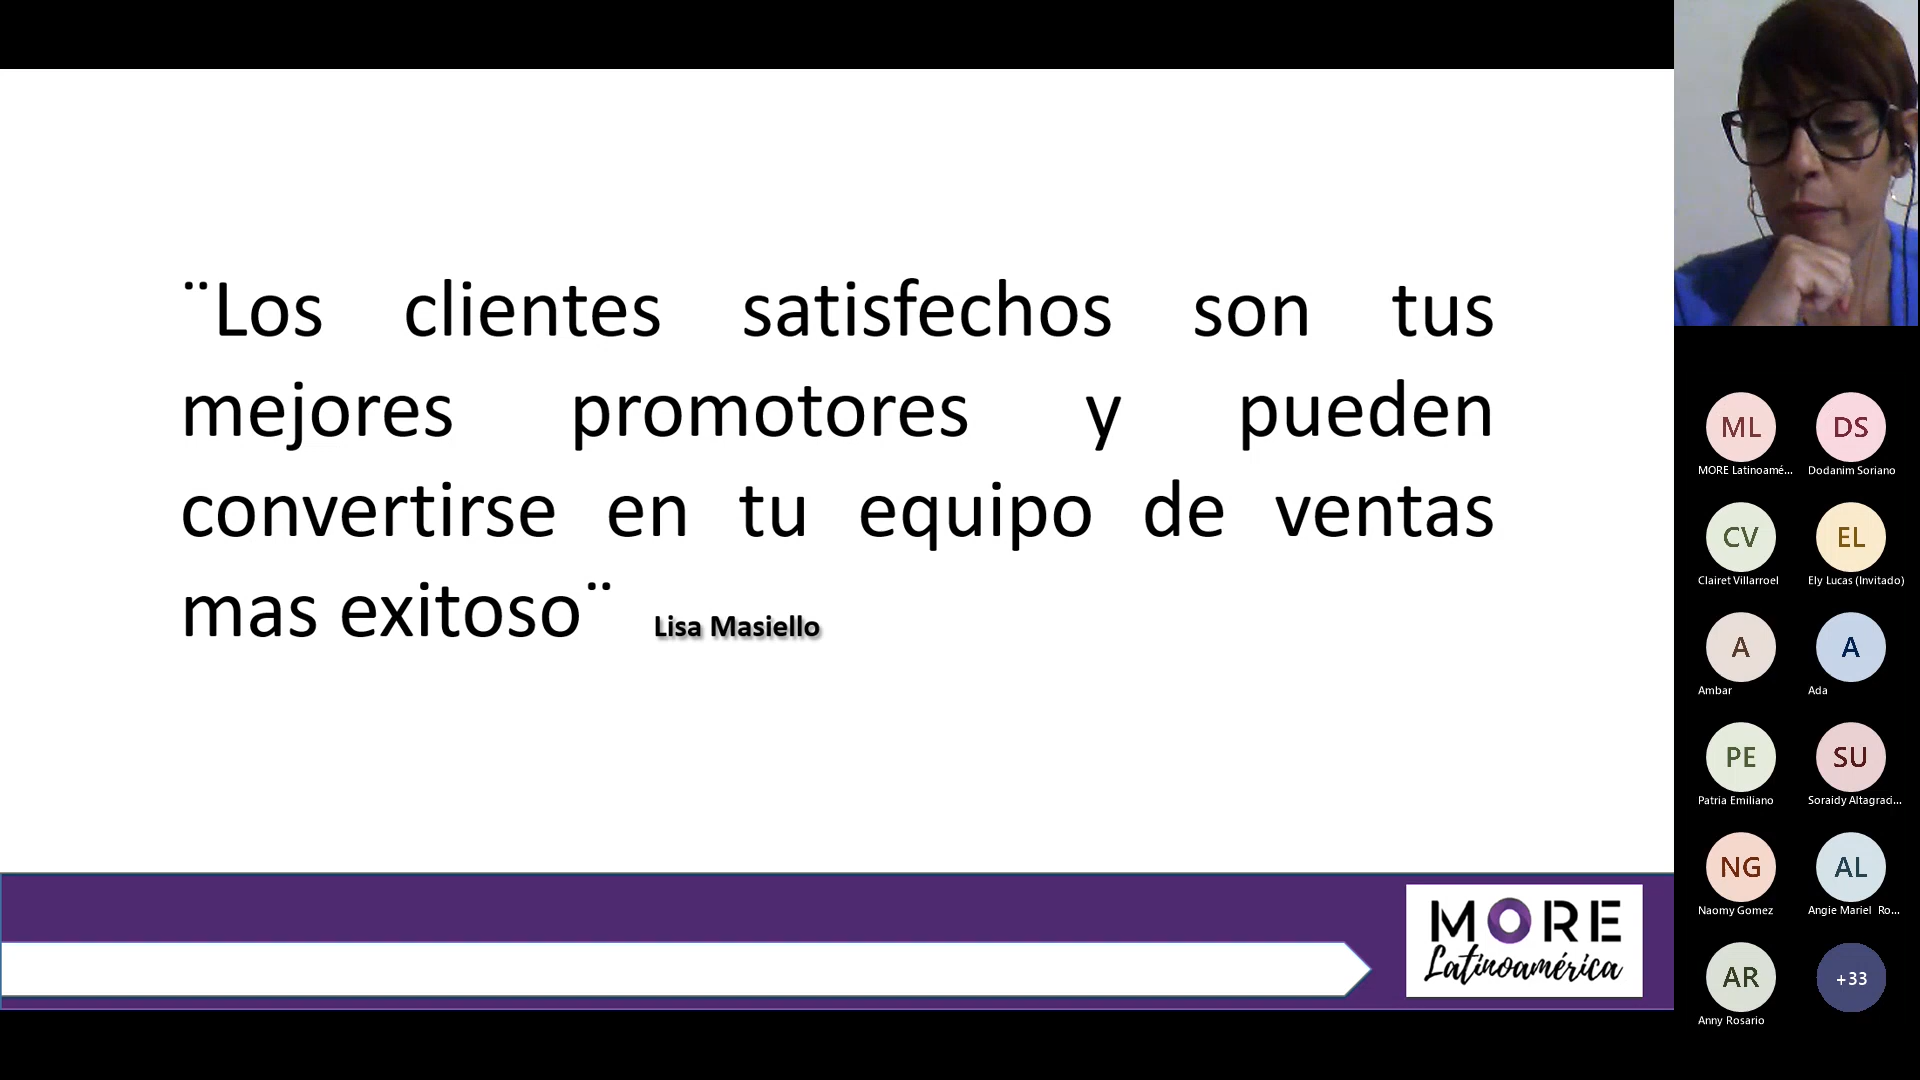 ¨Los clientes satisfechos son tus
mejores promotores y pueden
convertirse en tu equipo de ventas
mas exitoso¨ Lisa Masiello
MORE
Latinoamérica
ML
DS
MORE Latinoamé...
Dodanim Soriano
CV
EL
Clairet Villarroel
Ely Lucas (Invitado)
A
A
Ambar
Ada
PE
SU
Patria Emiliano
Soraidy Altagraci...
NG
AL
Naomy Gomez
Angie Mariel Ro...
AR
+33
Anny Rosario